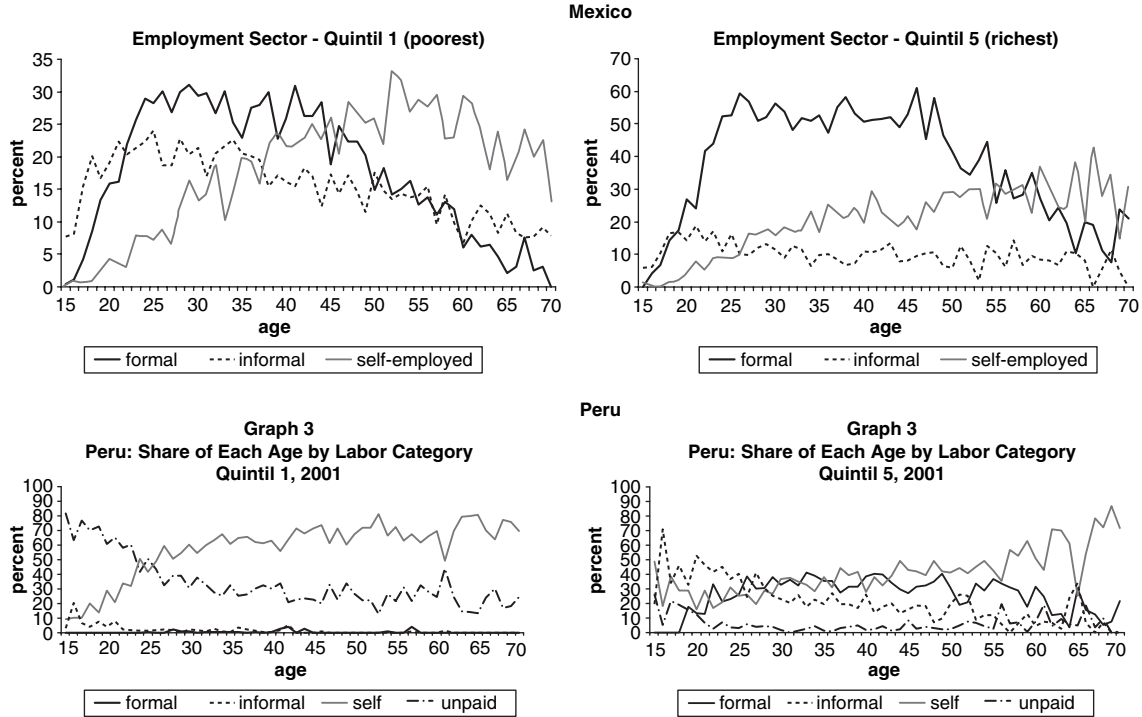 Mexico
Employment Sector - Quintil 1 (poorest)
35
30
25
20
15
10
5
0
percent
15 20 25 30 35 40 45 50 55 60 65 70
age
formal informal self-employed
Employment Sector - Quintil 5 (richest)
70
60
50
40
30
20
10
0
percent
15 20 25 30 35 40 45 50 55 60 65 70
age
formal informal self-employed
Peru
Graph 3
Peru: Share of Each Age by Labor Category
Quintil 1, 2001
100
90
80
70
60
50
40
30
20
10
0
percent
15 20 25 30 35 40 45 50 55 60 65 70
age
formal informal self unpaid
Graph 3
Peru: Share of Each Age by Labor Category
Quintil 5, 2001
100
90
80
70
60
50
40
30
20
10
0
percent
15 20 25 30 35 40 45 50 55 60 65 70
age
formal informal self unpaid